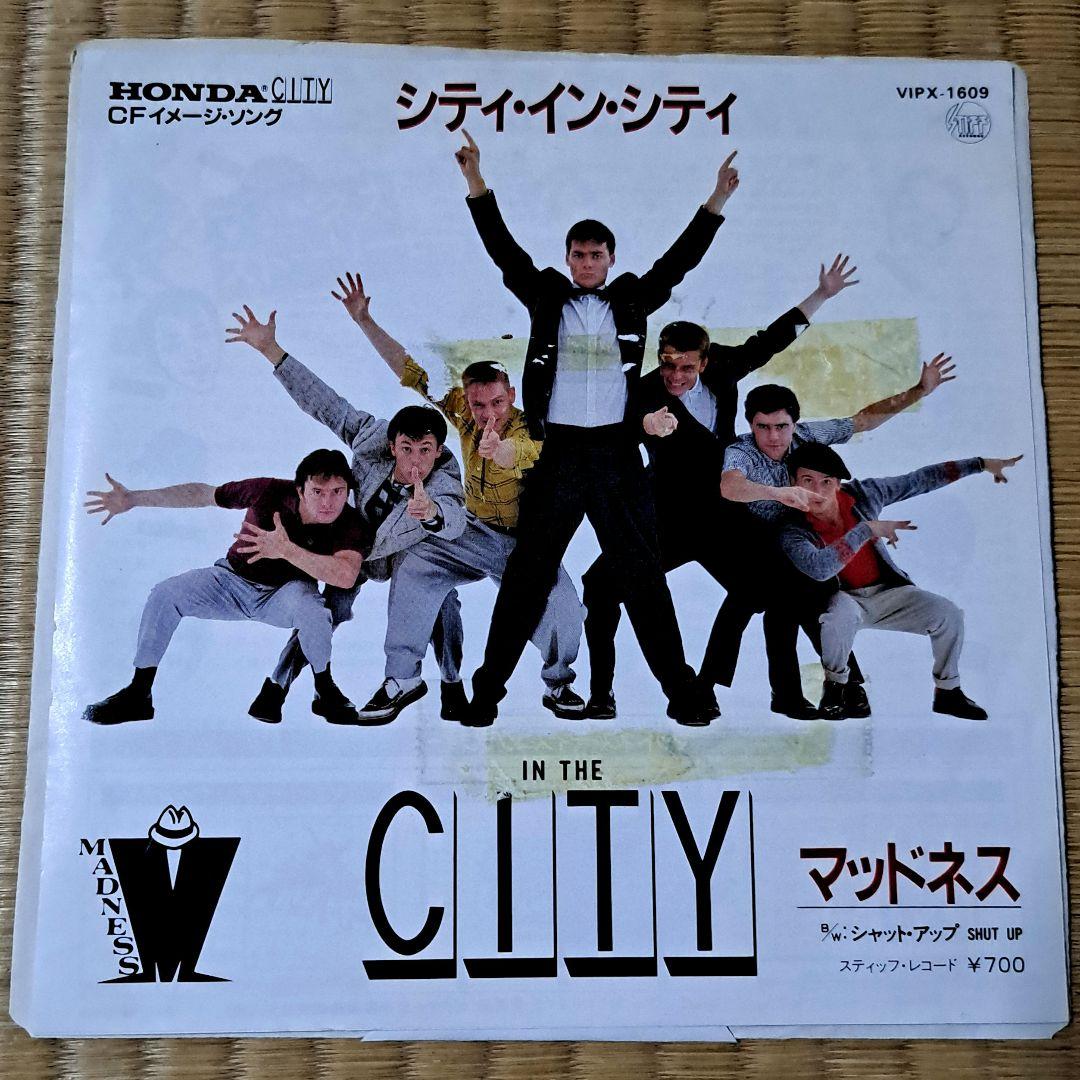 HONDA® CITY
CFイメージ・ソング
シティ・イン・シティ
VIPX-1609
STIFF
IN THE
CITY
MADNESS
M
マッドネス
B/W: シャット・アップ SHUT UP
スティッフ・レコード ¥700